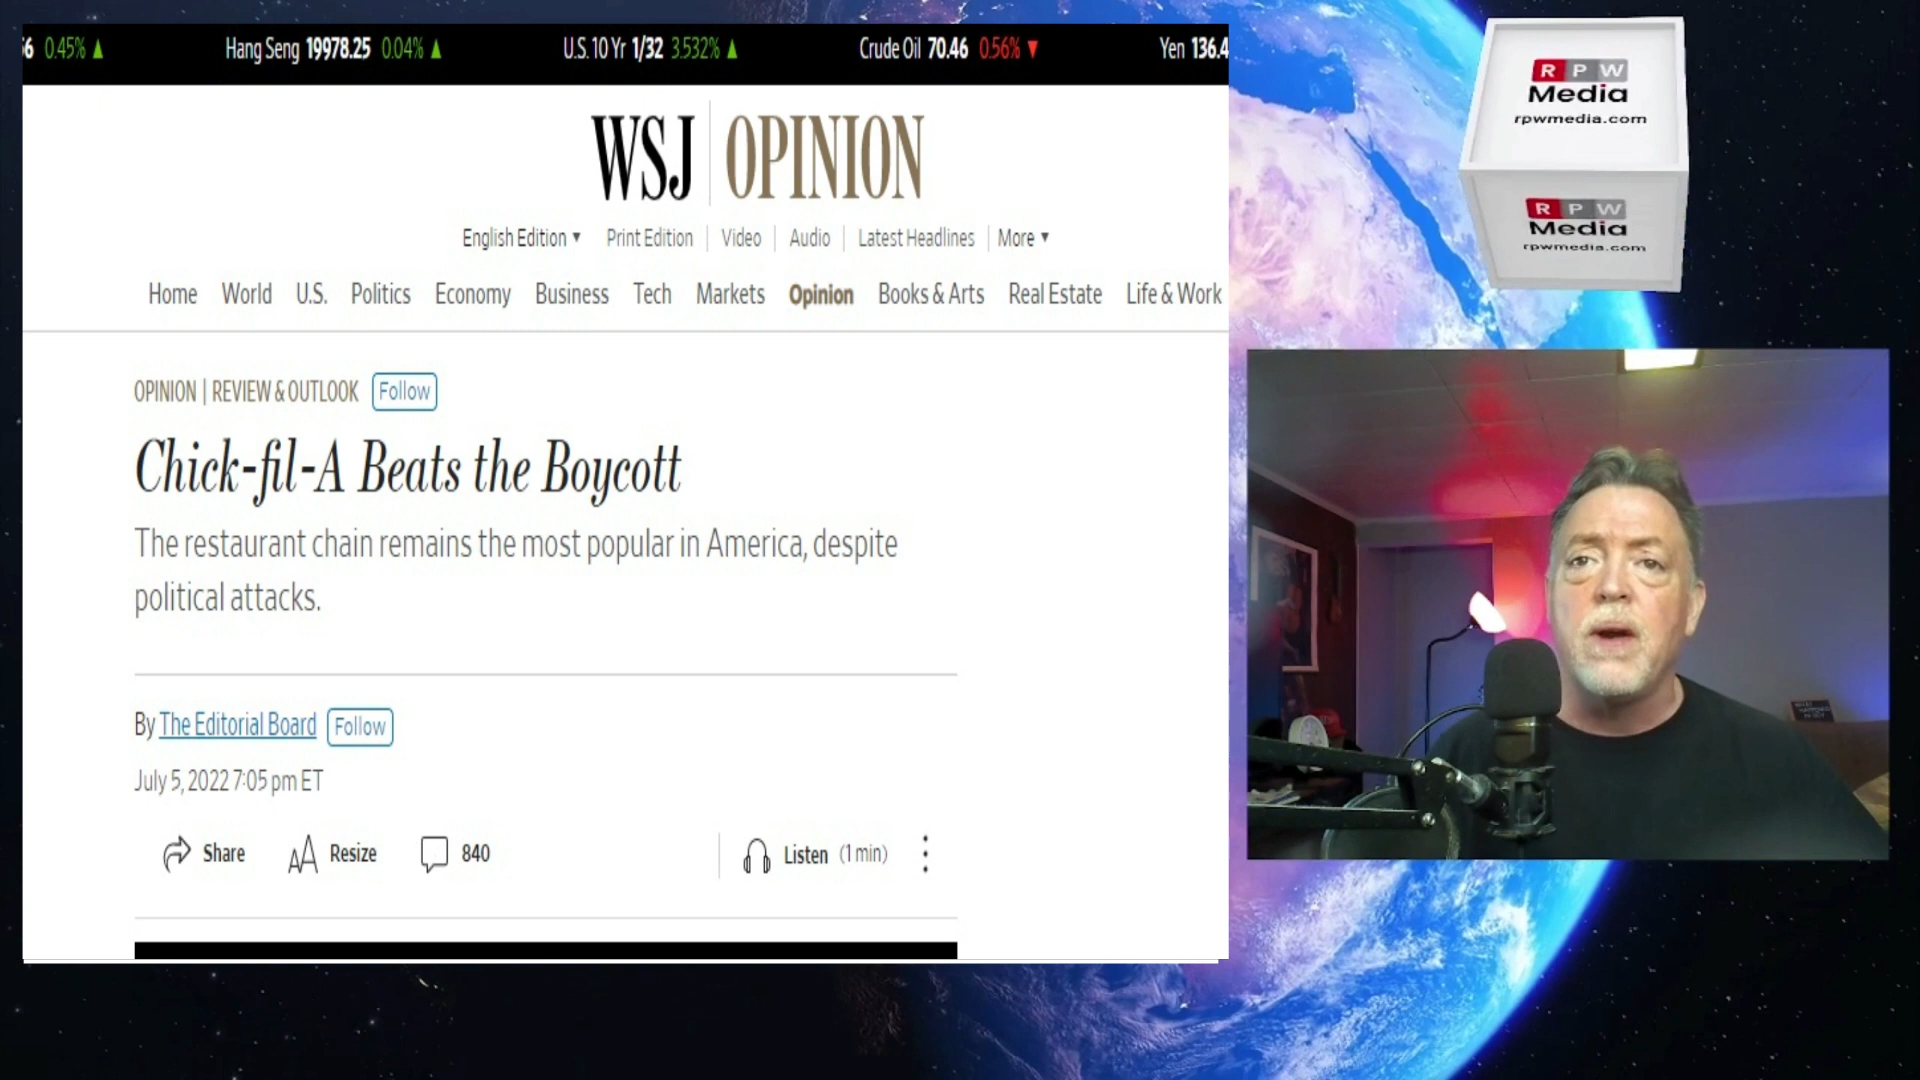 6 0.45% ▲ Hang Seng 19978.25 0.04% ▲ U.S. 10 Yr 1/32 3.532% ▲ Crude Oil 70.46 0.56% ▼ Yen 136.4
WSJ | OPINION
English Edition ▼ Print Edition | Video | Audio | Latest Headlines | More ▼
Home World U.S. Politics Economy Business Tech Markets Opinion Books & Arts Real Estate Life & Work
OPINION | REVIEW & OUTLOOK Follow
Chick-fil-A Beats the Boycott
The restaurant chain remains the most popular in America, despite
political attacks.
By The Editorial Board Follow
July 5, 2022 7:05 pm ET
Share AA Resize 840 Listen (1 min)
R P W
Media
rpwmedia.com
R P W
Media
rpwmedia.com